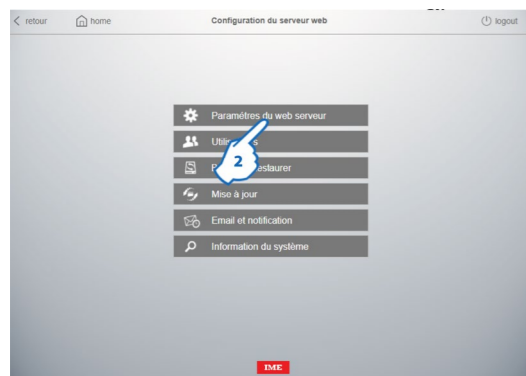 retour
home
Configuration du serveur web
logout
Paramètres du web serveur
2
Mise à jour
Email et notification
Information du système
IME